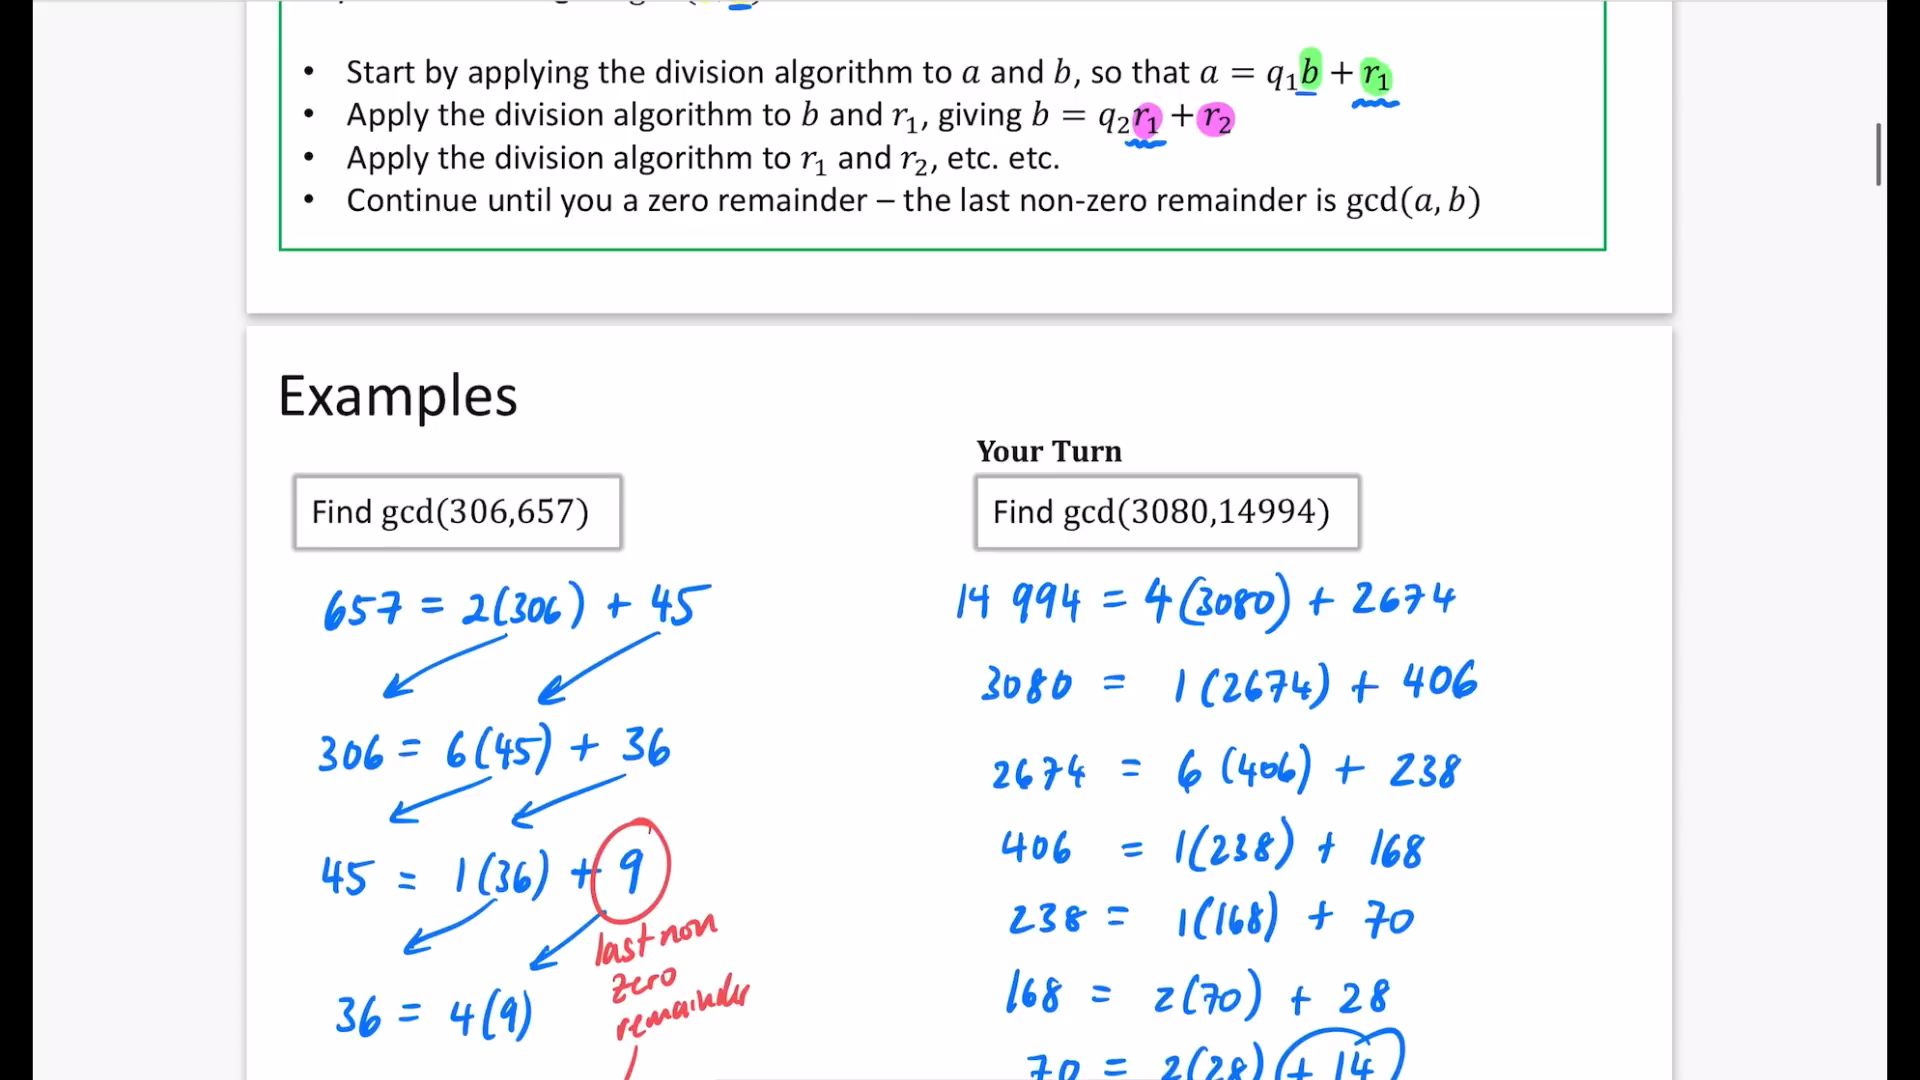 • Start by applying the division algorithm to a and b, so that a = q₁b + r₁
• Apply the division algorithm to b and r₁, giving b = q₂r₁ + r₂
• Apply the division algorithm to r₁ and r₂, etc. etc.
• Continue until you a zero remainder – the last non-zero remainder is gcd(a, b)
Examples
Find gcd(306,657)
657 = 2(306) + 45
306 = 6(45) + 36
45 = 1(36) + 9
last non
zero
remainder
36 = 4(9)
Your Turn
Find gcd(3080,14994)
14 994 = 4(3080) + 2674
3080 = 1(2674) + 406
2674 = 6(406) + 238
406 = 1(238) + 168
238 = 1(168) + 70
168 = 2(70) + 28
70 = 2(28) + 14